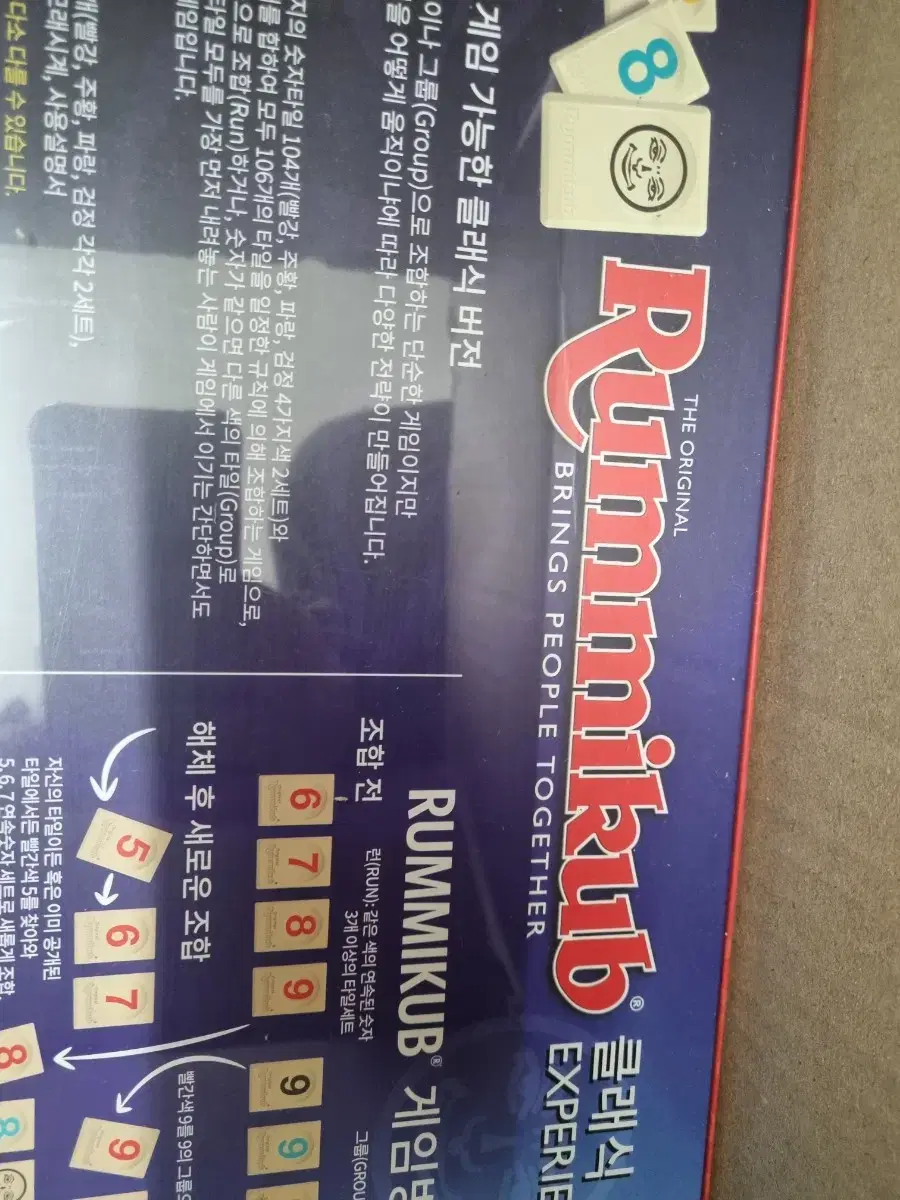 8
THE ORIGINAL
Rummikub® 클래식
BRINGS PEOPLE TOGETHER
게임 가능한 클래식 버전
이나 그룹(Group)으로 조합하는 단순한 게임이지만
어떻게 움직이냐에 따라 다양한 전략이 만들어집니다.
숫자타일 104개(빨강, 주황, 파랑, 검정 4가지색 2세트)와
합하여 모두 106개의 타일을 일정한 규칙에 의해 조합하는 게임으로,
으로 조합(Run)하거나, 숫자가 같으면 다른 색의 타일(Group)로
타일 모두를 가장 먼저 내려놓는 사람이 게임에서 이기는 간단하면서도
게임입니다.
(빨강, 주황, 파랑, 검정 각각 2세트),
모래시계, 사용설명서
다소 다를 수 있습니다.
RUMMIKUB® 게임
조합 전
런(RUN): 같은 색의 연속된 숫자
3개 이상의 타일세트
6 7 8 9
9 9
해체 후 새로운 조합
5 6 7
9
빨간색 9를 9의
자신의 타일이든 혹은 이미 공개된
타일에서든 빨간색 5를 찾아와
5,6,7 연속숫자 세트로 새롭게 조합
8 8